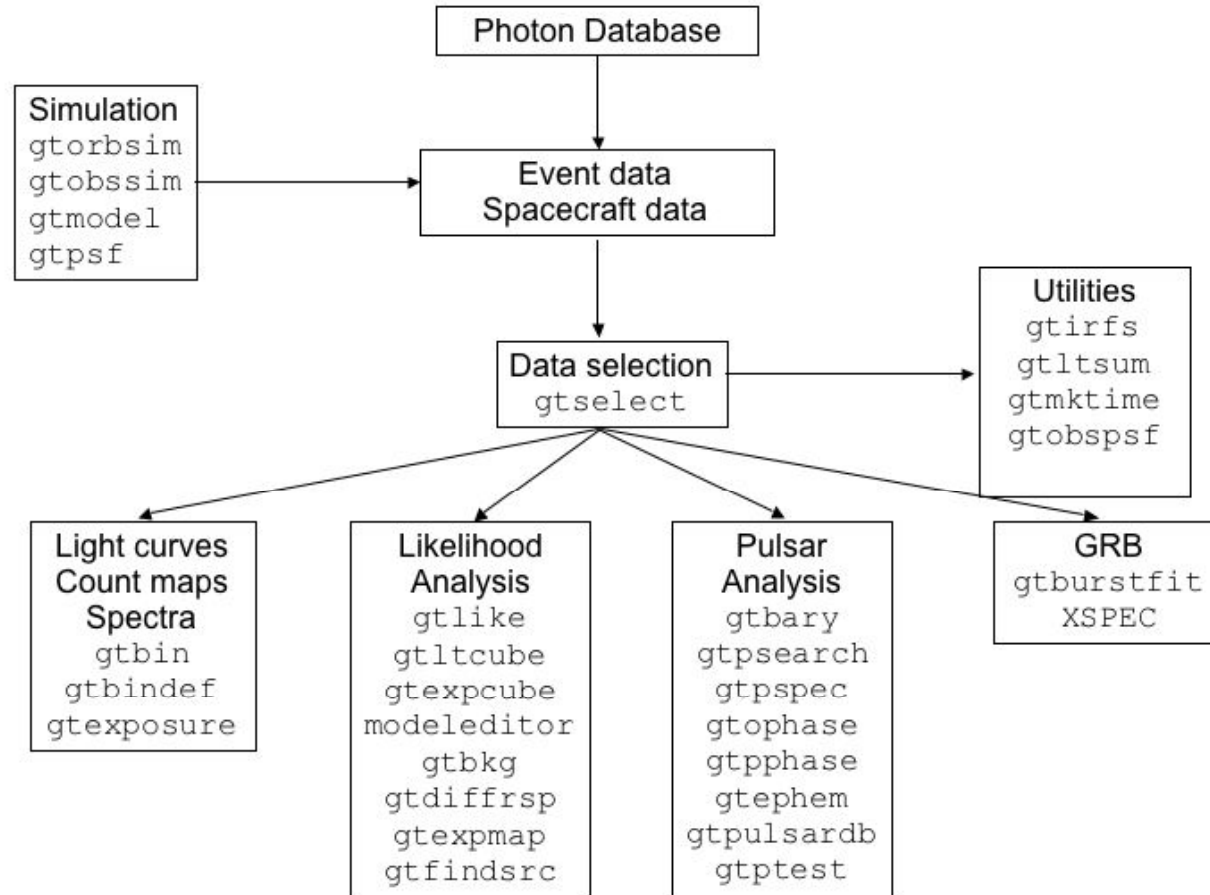 Photon Database
Simulation
gtorbsim
gtobssim
gtmodel
gtpsf
Event data
Spacecraft data
Utilities
gtirfs
gtltsum
gtmktime
gtobspsf
Data selection
gtselect
Light curves
Count maps
Spectra
gtbin
gtbindef
gtexposure
Likelihood
Analysis
gtlike
gtltcube
gtexpcube
modeleditor
gtbkg
gtdiffrsp
gtexpmap
gtfindsrc
Pulsar
Analysis
gtbary
gtpsearch
gtpspec
gtophase
gtpphase
gtephem
gtpulsardb
gtptest
GRB
gtburstfit
XSPEC